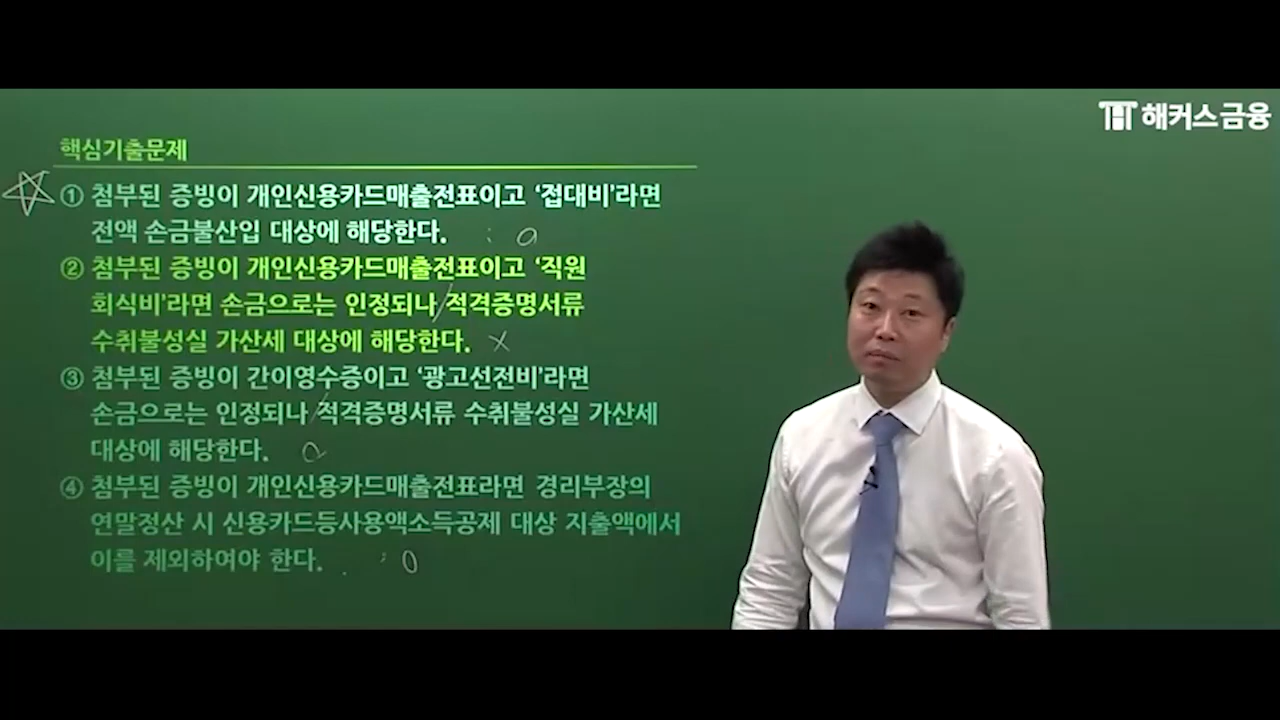 해커스금융
핵심기출문제
① 첨부된 증빙이 개인신용카드매출전표이고 ‘접대비’라면
전액 손금불산입 대상에 해당한다. : O
② 첨부된 증빙이 개인신용카드매출전표이고 ‘직원
회식비’라면 손금으로는 인정되나 / 적격증명서류
수취불성실 가산세 대상에 해당한다. X
③ 첨부된 증빙이 간이영수증이고 ‘광고선전비’라면
손금으로는 인정되나 / 적격증명서류 수취불성실 가산세
대상에 해당한다. O
④ 첨부된 증빙이 개인신용카드매출전표라면 경리부장의
연말정산 시 신용카드등사용액소득공제 대상 지출액에서
이를 제외하여야 한다. : O